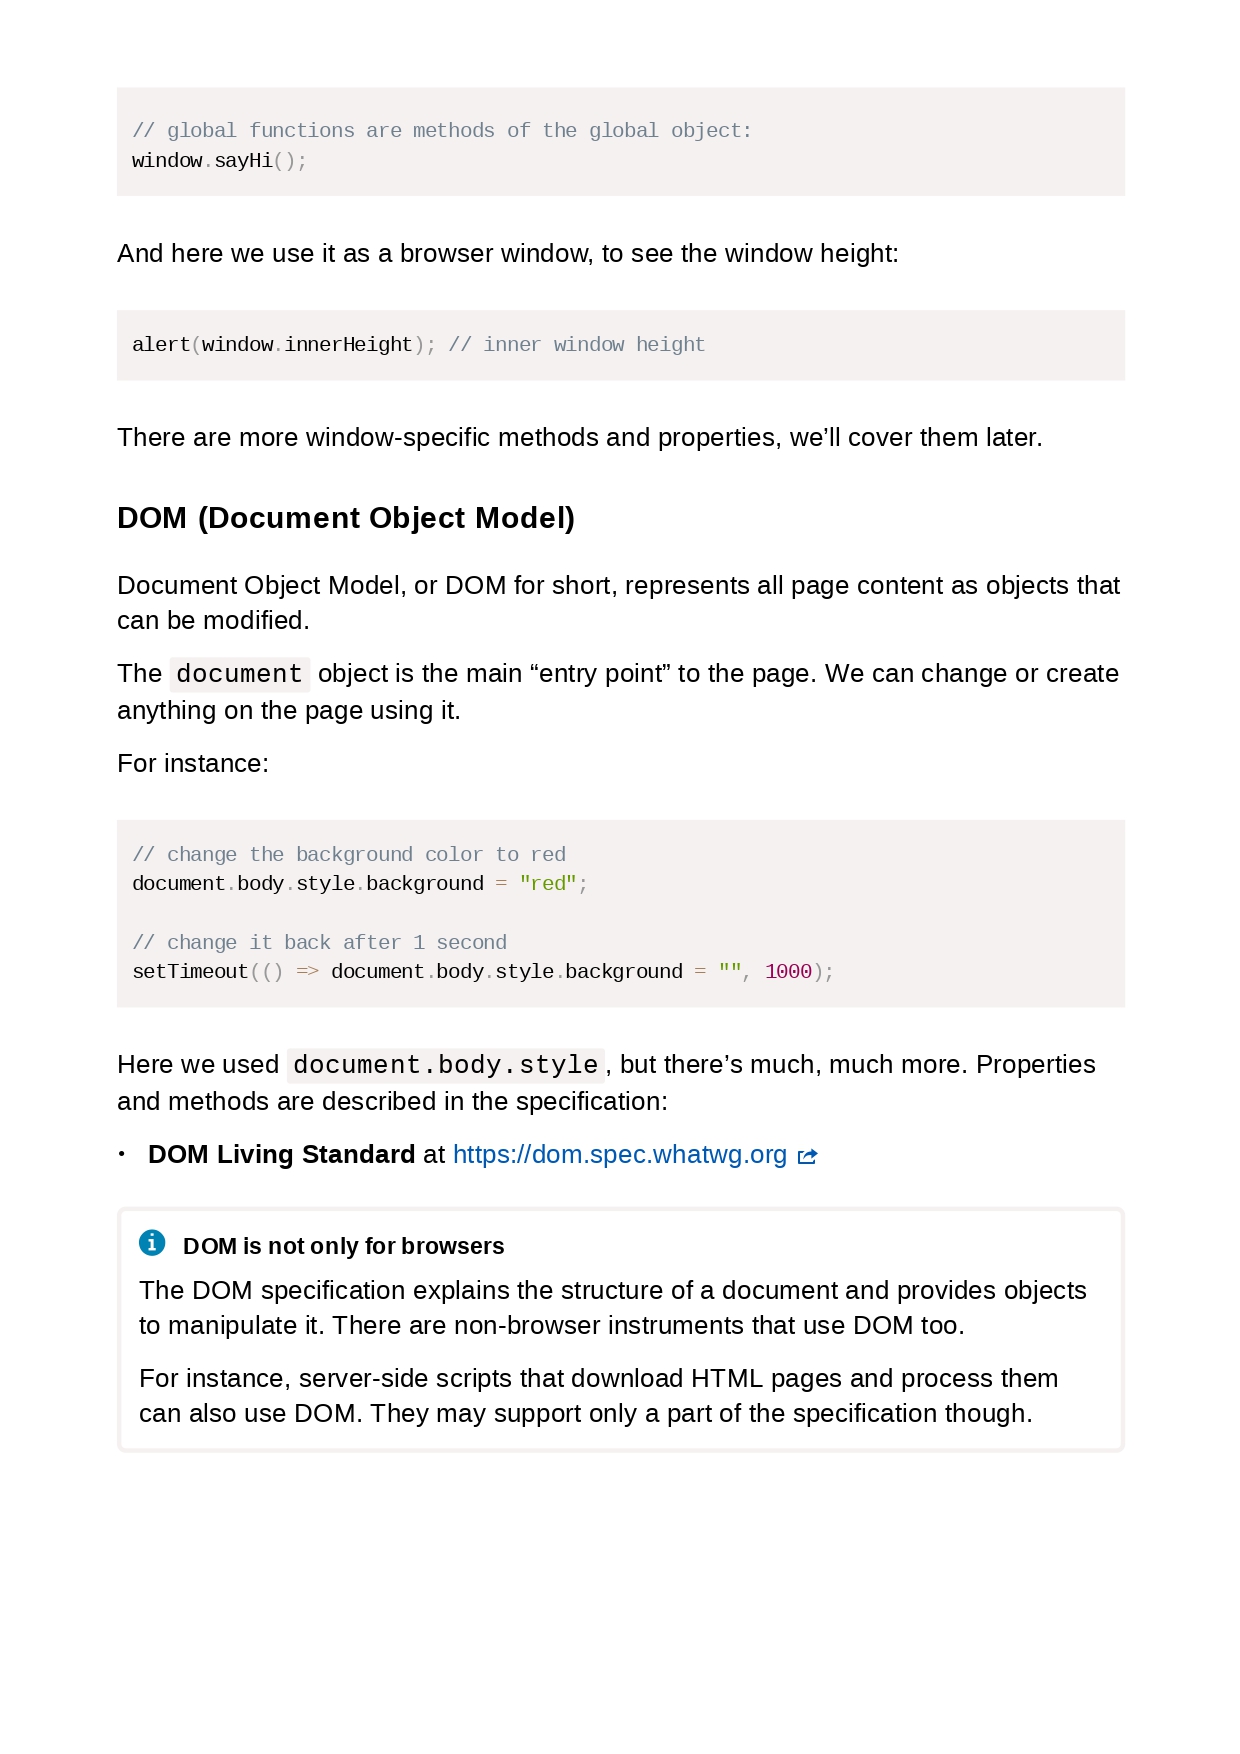 // global functions are methods of the global object:
window.sayHi();
And here we use it as a browser window, to see the window height:
alert(window.innerHeight); // inner window height
There are more window-specific methods and properties, we’ll cover them later.
DOM (Document Object Model)
Document Object Model, or DOM for short, represents all page content as objects that
can be modified.
The document object is the main “entry point” to the page. We can change or create
anything on the page using it.
For instance:
// change the background color to red
document.body.style.background = "red";
// change it back after 1 second
setTimeout(() => document.body.style.background = "", 1000);
Here we used document.body.style, but there’s much, much more. Properties
and methods are described in the specification:
• DOM Living Standard at https://dom.spec.whatwg.org
DOM is not only for browsers
The DOM specification explains the structure of a document and provides objects
to manipulate it. There are non-browser instruments that use DOM too.
For instance, server-side scripts that download HTML pages and process them
can also use DOM. They may support only a part of the specification though.